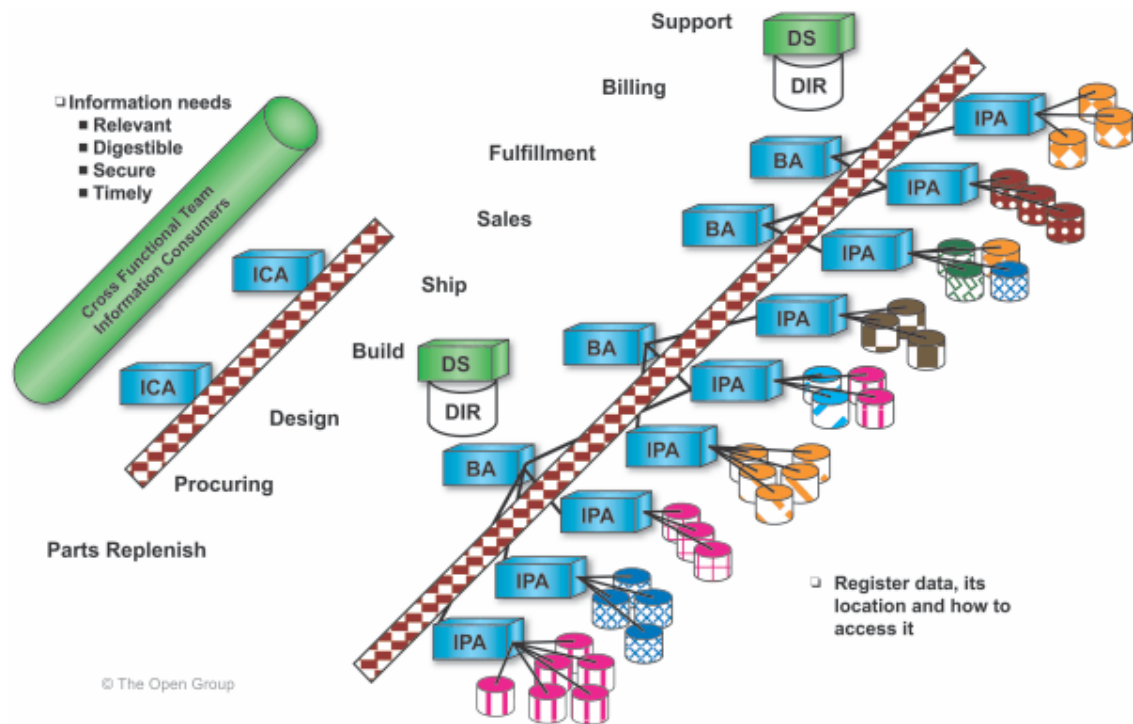 Support
DS
DIR
Billing
❑ Information needs
■ Relevant
■ Digestible
■ Secure
■ Timely
IPA
Fulfillment
BA
IPA
Cross Functional Team
Information Consumers
Sales
BA
IPA
ICA
Ship
IPA
Build
DS
BA
ICA
IPA
DIR
Design
IPA
BA
Procuring
IPA
Parts Replenish
IPA
❑ Register data, its
location and how to
access it
IPA
© The Open Group